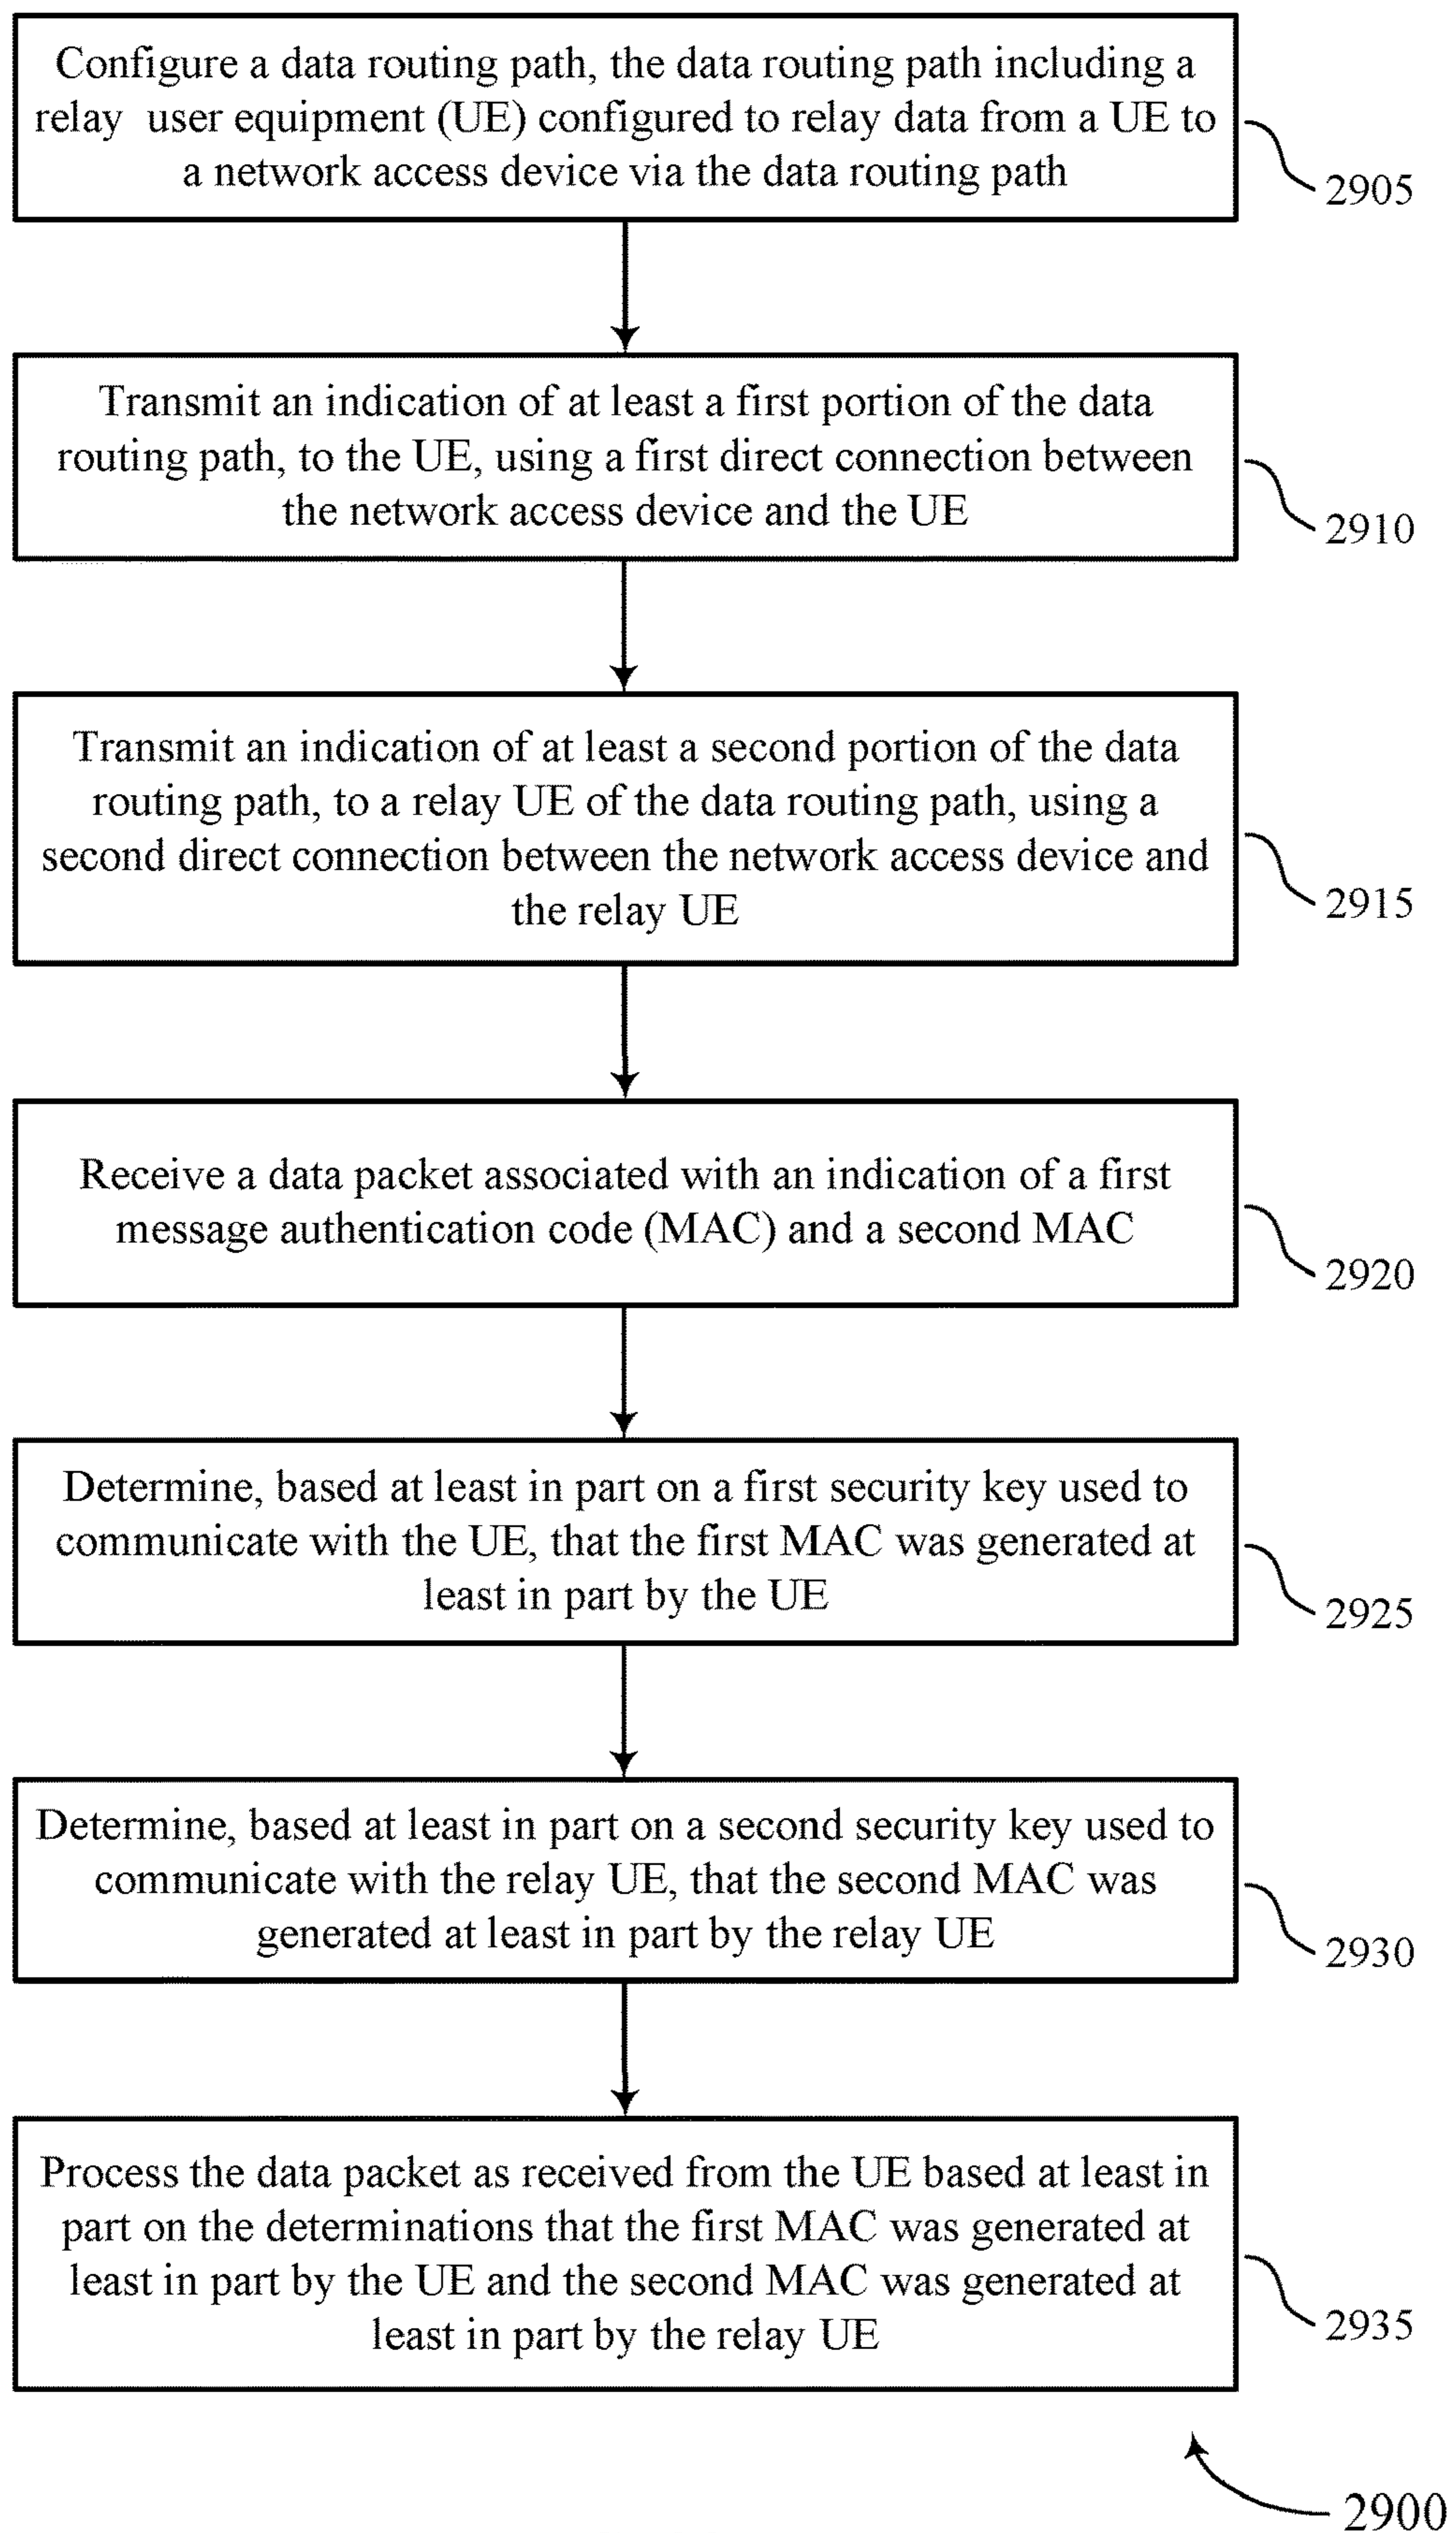 Configure a data routing path, the data routing path including a
relay user equipment (UE) configured to relay data from a UE to
a network access device via the data routing path
2905
Transmit an indication of at least a first portion of the data
routing path, to the UE, using a first direct connection between
the network access device and the UE
2910
Transmit an indication of at least a second portion of the data
routing path, to a relay UE of the data routing path, using a
second direct connection between the network access device and
the relay UE
2915
Receive a data packet associated with an indication of a first
message authentication code (MAC) and a second MAC
2920
Determine, based at least in part on a first security key used to
communicate with the UE, that the first MAC was generated at
least in part by the UE
2925
Determine, based at least in part on a second security key used to
communicate with the relay UE, that the second MAC was
generated at least in part by the relay UE
2930
Process the data packet as received from the UE based at least in
part on the determinations that the first MAC was generated at
least in part by the UE and the second MAC was generated at
least in part by the relay UE
2935
2900